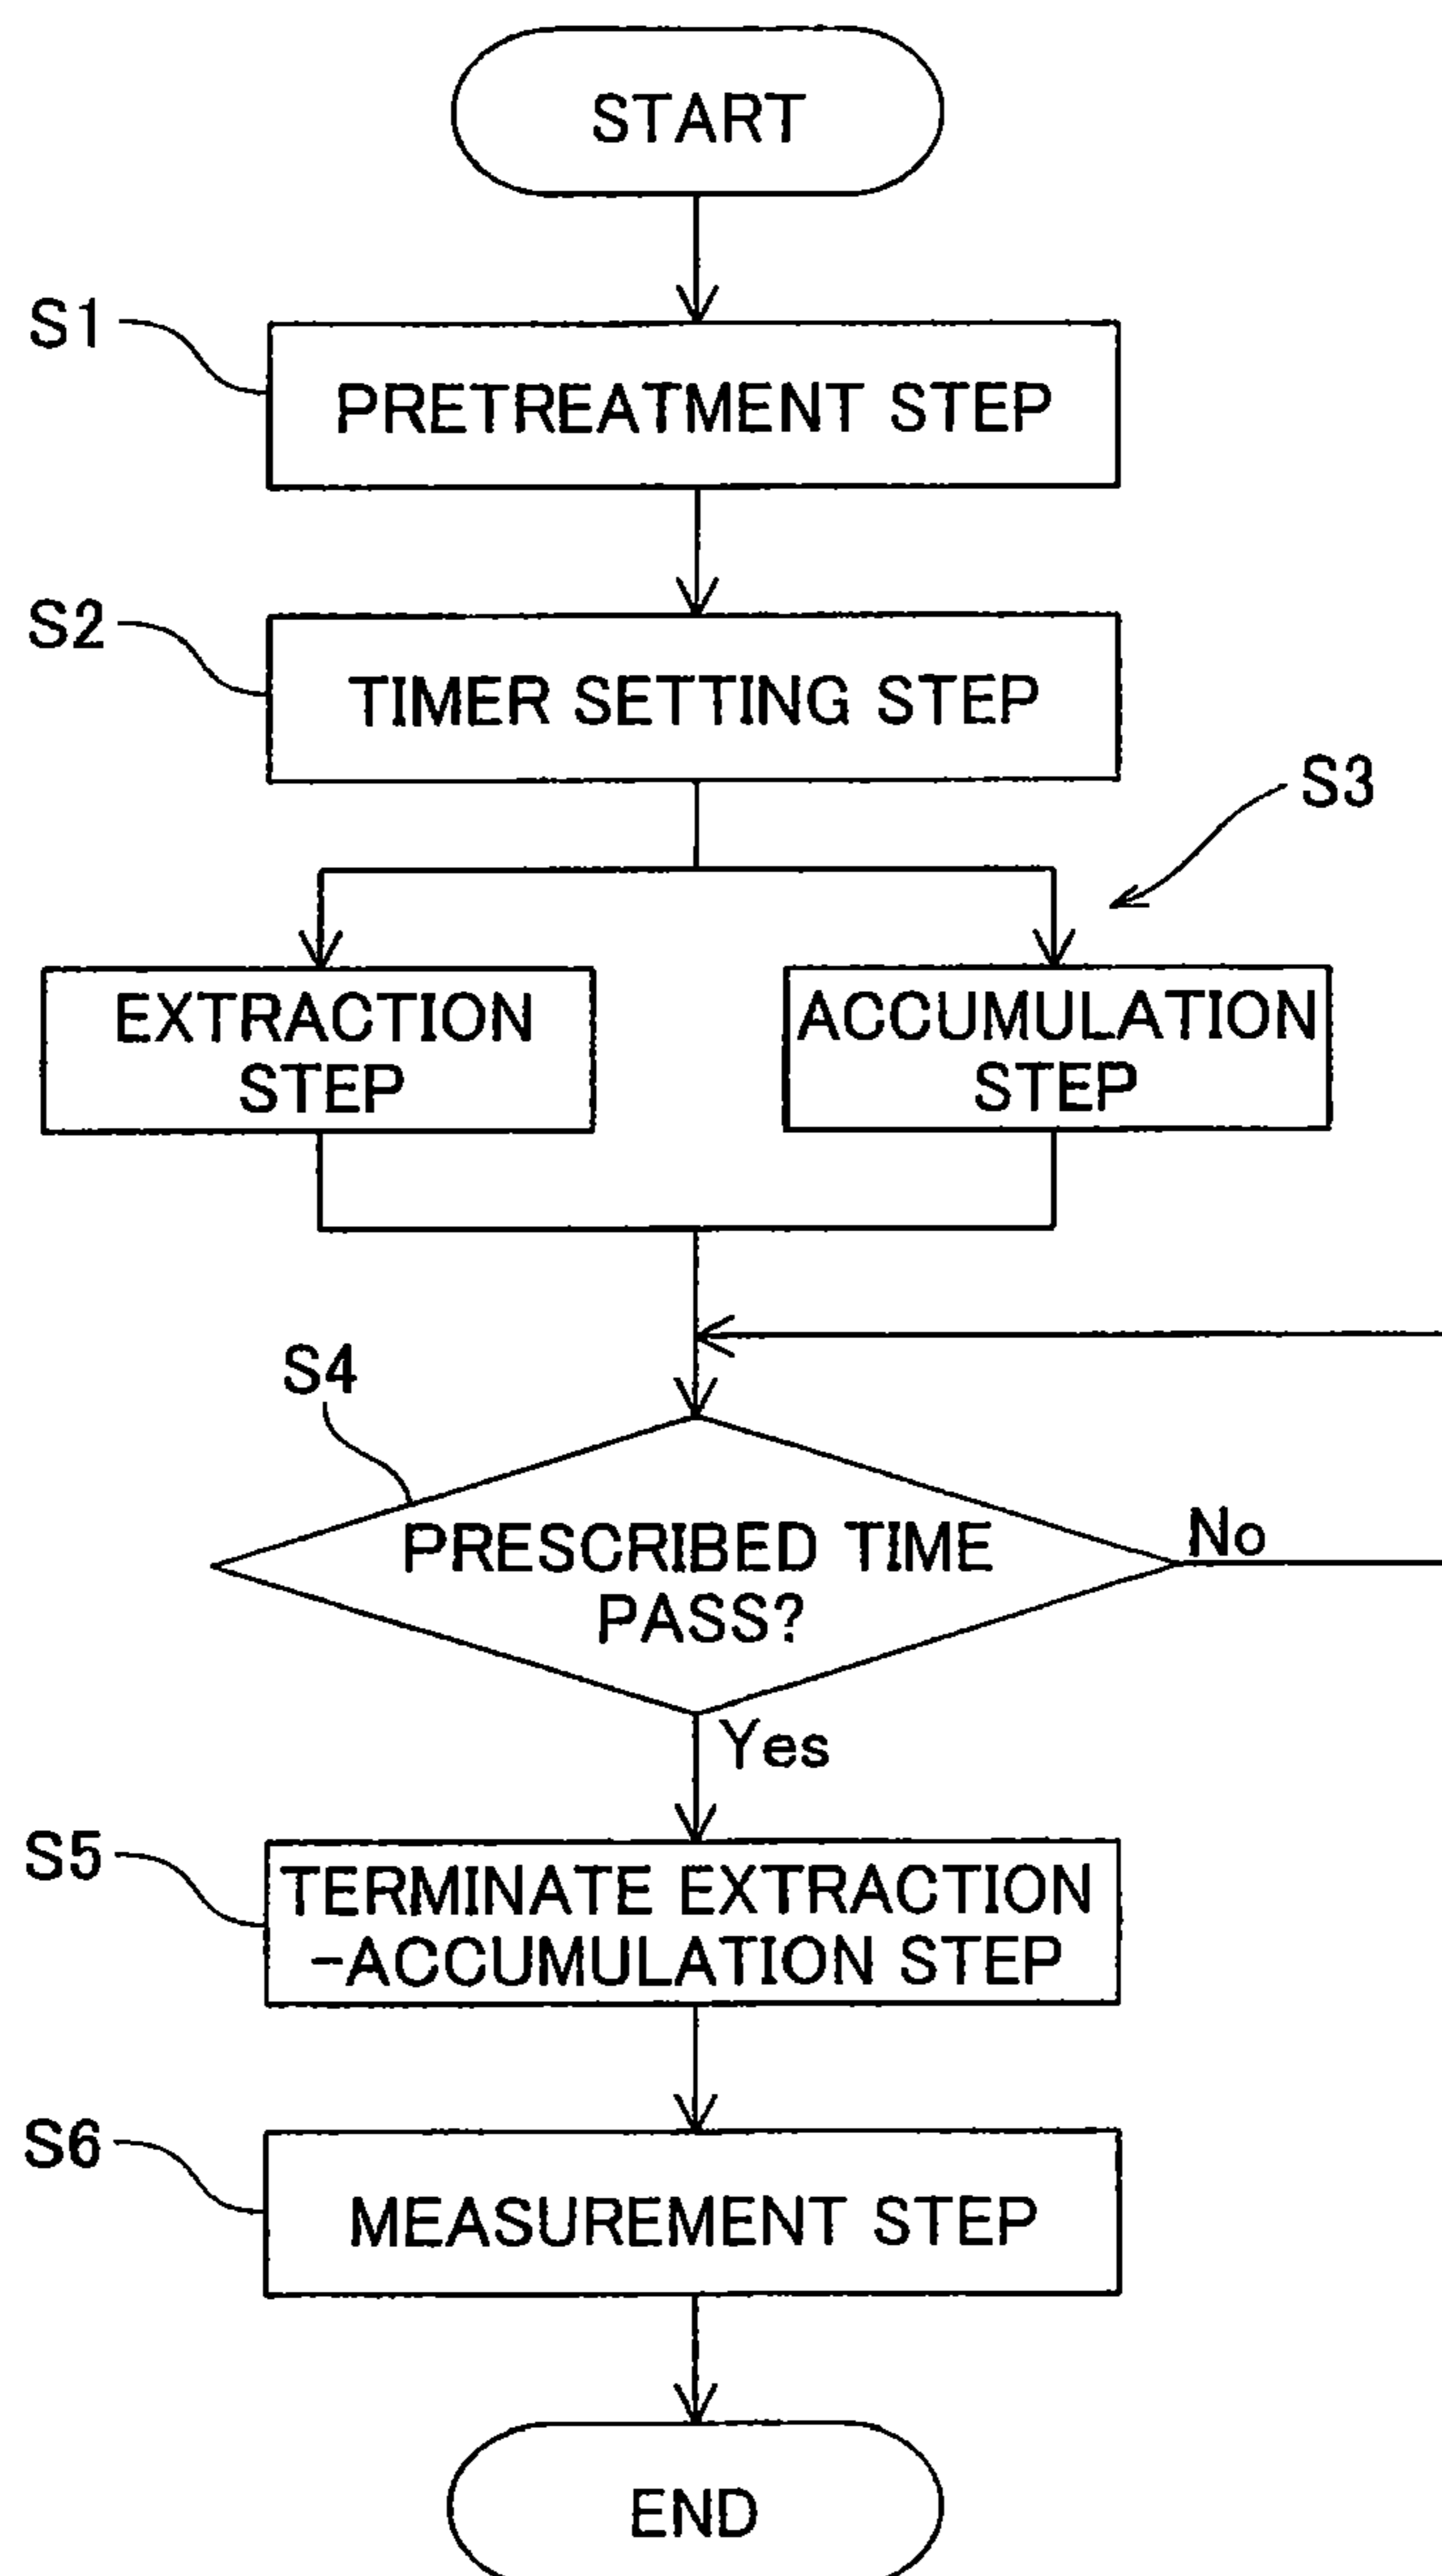 START
S1
PRETREATMENT STEP
S2
TIMER SETTING STEP
S3
EXTRACTION
STEP
ACCUMULATION
STEP
S4
PRESCRIBED TIME
PASS?
No
Yes
S5
TERMINATE EXTRACTION
-ACCUMULATION STEP
S6
MEASUREMENT STEP
END